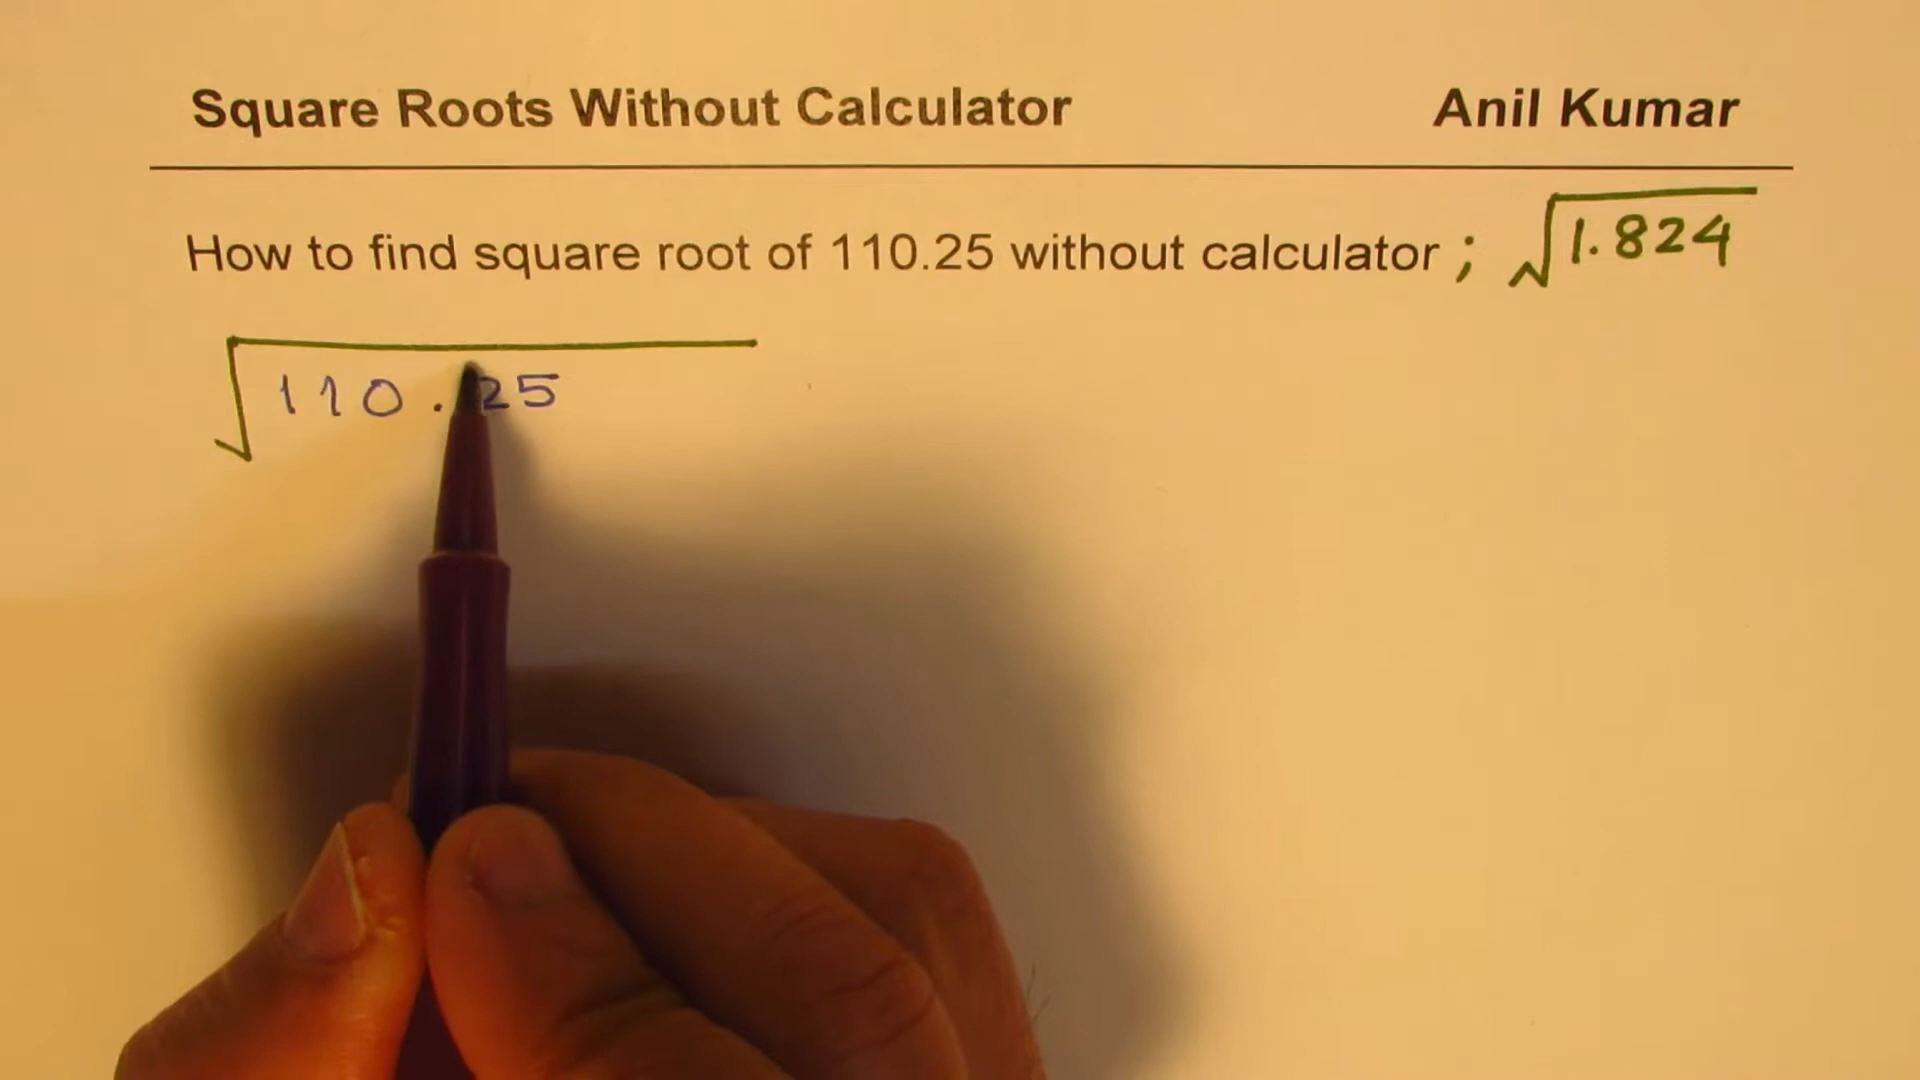 Square Roots Without Calculator Anil Kumar
How to find square root of 110.25 without calculator ; √1.824
√110.25